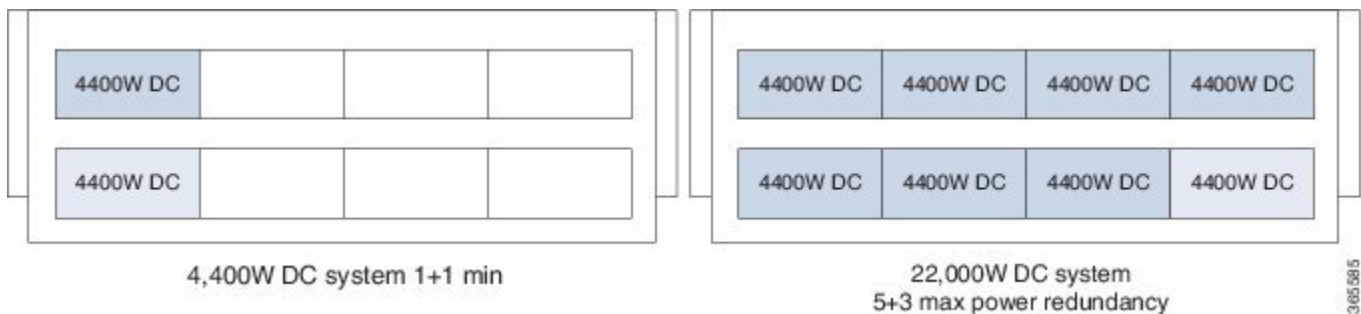 4400W DC
4400W DC
4,400W DC system 1+1 min
4400W DC 4400W DC 4400W DC 4400W DC
4400W DC 4400W DC 4400W DC 4400W DC
22,000W DC system
5+3 max power redundancy
365585